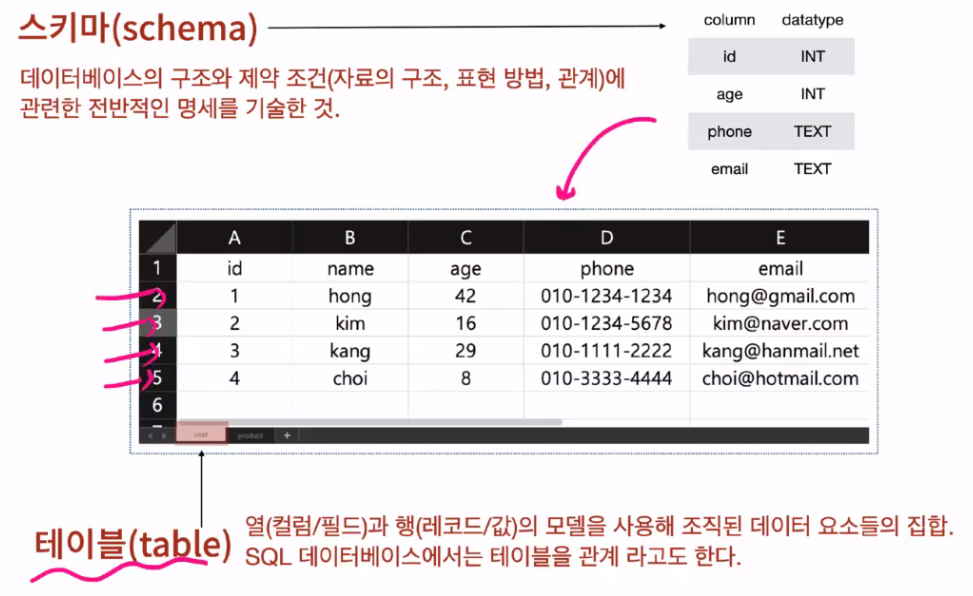 스키마(schema)
데이터베이스의 구조와 제약 조건(자료의 구조, 표현 방법, 관계)에
관련한 전반적인 명세를 기술한 것.
column datatype
id INT
age INT
phone TEXT
email TEXT
A B C D E
1 id name age phone email
2 1 hong 42 010-1234-1234 hong@gmail.com
3 2 kim 16 010-1234-5678 kim@naver.com
4 3 kang 29 010-1111-2222 kang@hanmail.net
5 4 choi 8 010-3333-4444 choi@hotmail.com
6
user product +
테이블(table)
열(컬럼/필드)과 행(레코드/값)의 모델을 사용해 조직된 데이터 요소들의 집합.
SQL 데이터베이스에서는 테이블을 관계 라고도 한다.